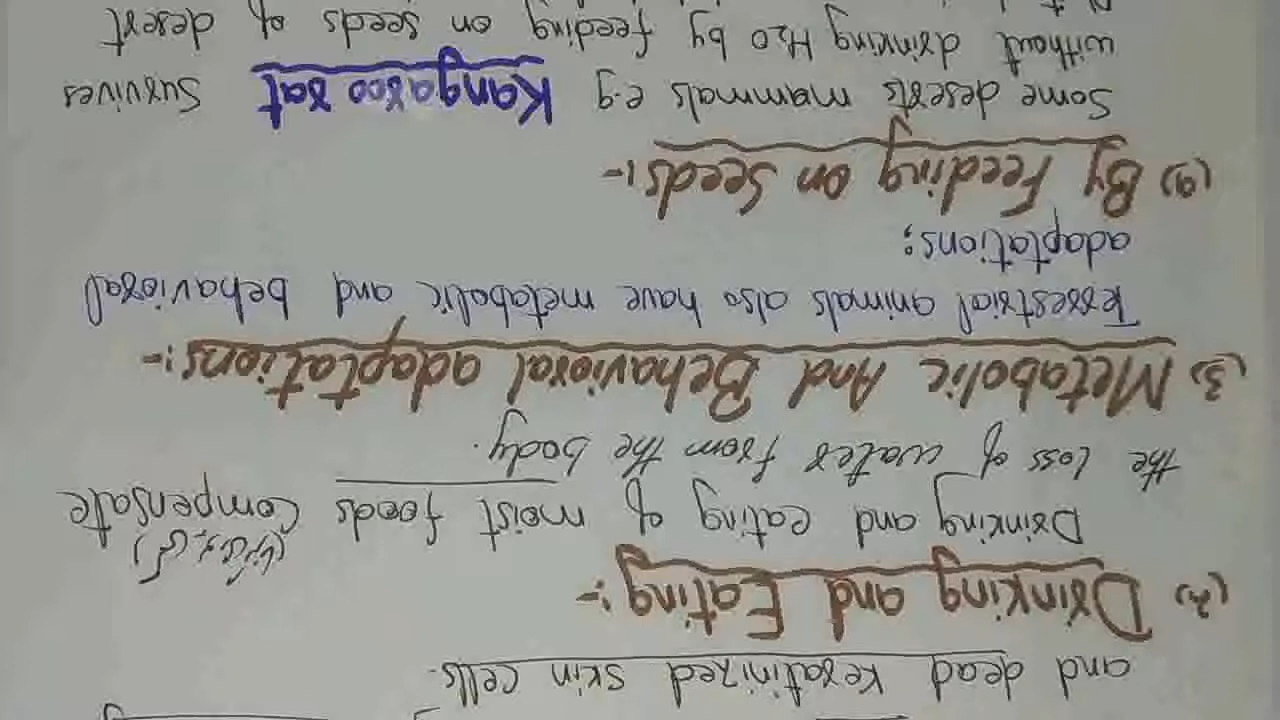 and dead keratinized skin cells.
(2) Drinking and Eating:-
Drinking and eating of moist foods compensate
the loss of water from the body.
(3) Metabolic And Behavioral adaptations:-
Terrestrial animals also have metabolic and behavioral
adaptations;
(a) By Feeding on Seeds:-
Some deserts mammals e.g Kangaroo rat survives
without drinking H2O by feeding on seeds of desert